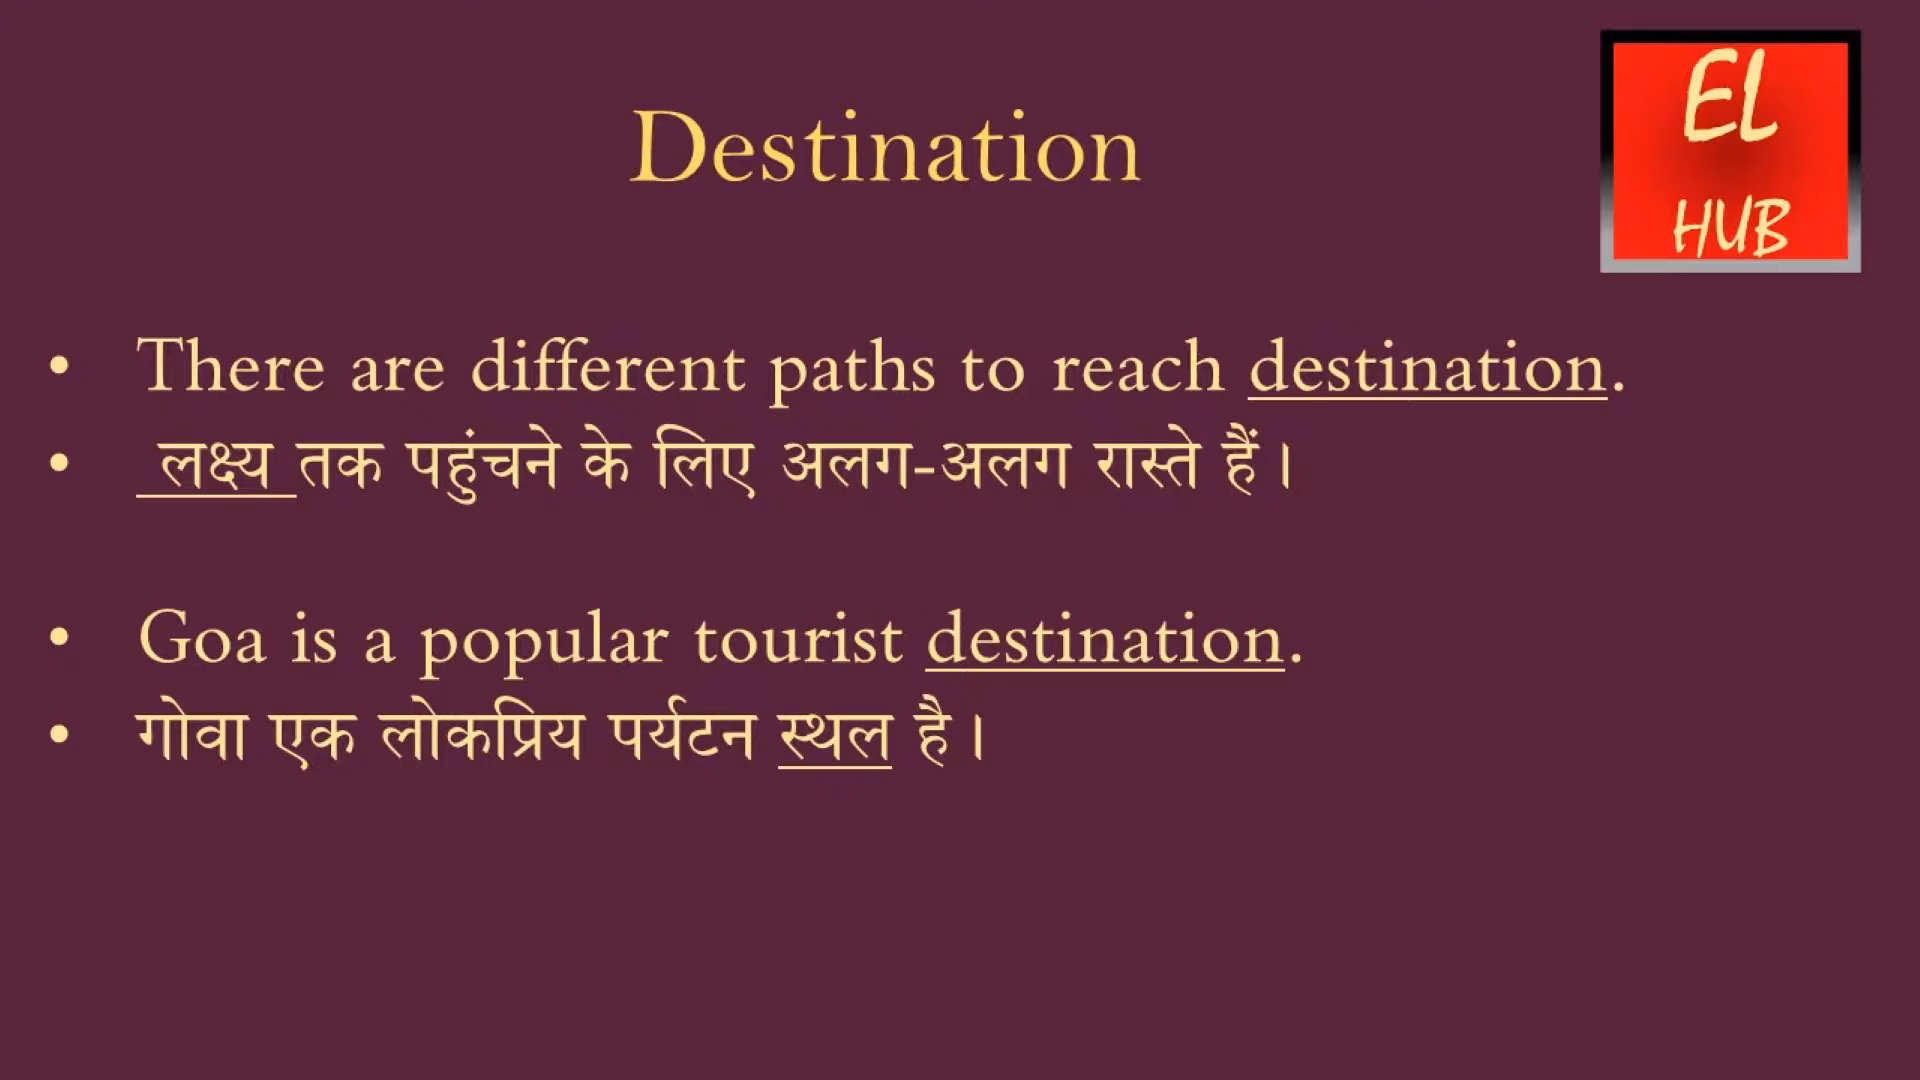 Destination
EL
HUB
• There are different paths to reach destination.
• लक्ष्य तक पहुंचने के लिए अलग-अलग रास्ते हैं।
• Goa is a popular tourist destination.
• गोवा एक लोकप्रिय पर्यटन स्थल है।